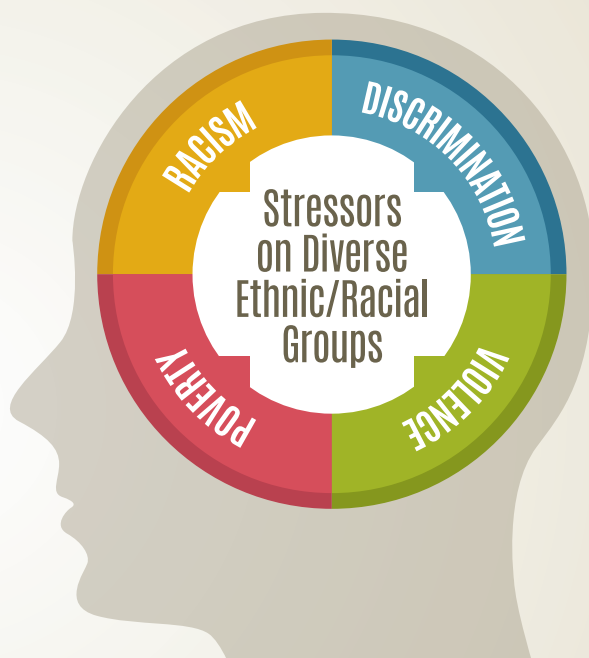 RACISM
DISCRIMINATION
Stressors
on Diverse
Ethnic/Racial
Groups
POVERTY
VIOLENCE